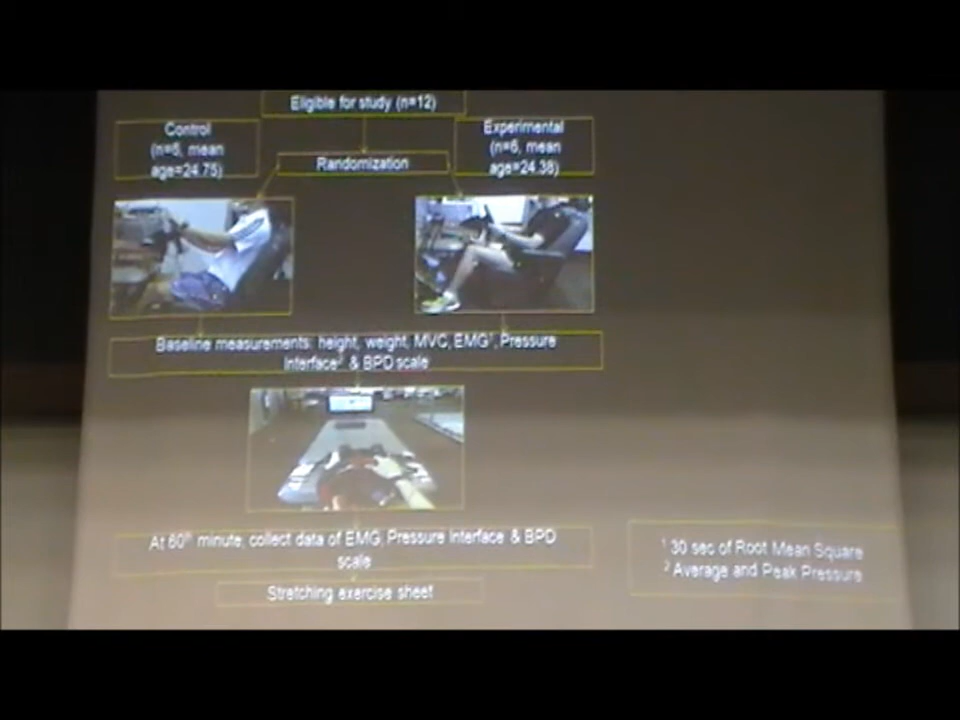 Eligible for study (n=12)
Control
(n=6, mean
age=24.75)
Experimental
(n=6, mean
age=24.38)
Randomization
Baseline measurements: height, weight, MVC, EMG¹, Pressure
Interface² & BPD scale
At 60th minute, collect data of EMG, Pressure Interface & BPD
scale
Stretching exercise sheet
¹ 30 sec of Root Mean Square
² Average and Peak Pressure